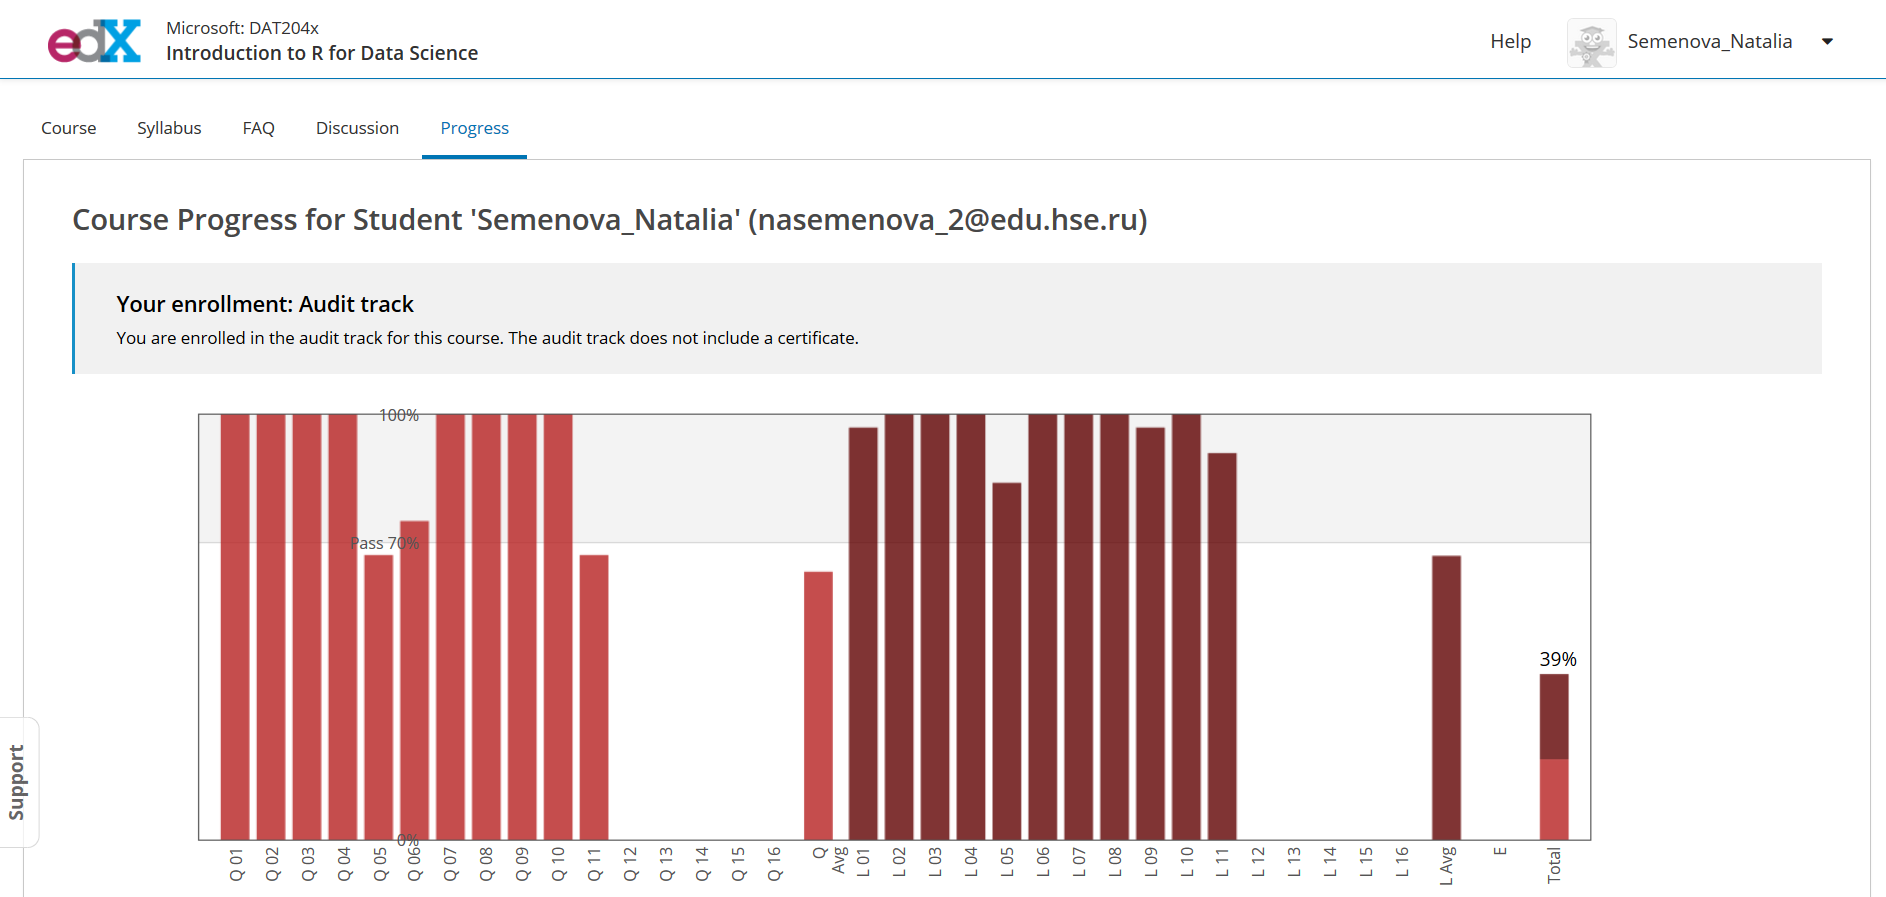 edX
Microsoft: DAT204x
Introduction to R for Data Science
Help
Semenova_Natalia
Course
Syllabus
FAQ
Discussion
Progress
Course Progress for Student 'Semenova_Natalia' (nasemenova_2@edu.hse.ru)
Your enrollment: Audit track
You are enrolled in the audit track for this course. The audit track does not include a certificate.
100%
Pass 70%
39%
0%
Q 01
Q 02
Q 03
Q 04
Q 05
Q 06
Q 07
Q 08
Q 09
Q 10
Q 11
Q 12
Q 13
Q 14
Q 15
Q 16
Q
Avg
L 01
L 02
L 03
L 04
L 05
L 06
L 07
L 08
L 09
L 10
L 11
L 12
L 13
L 14
L 15
L 16
L Avg
E
Total
Support